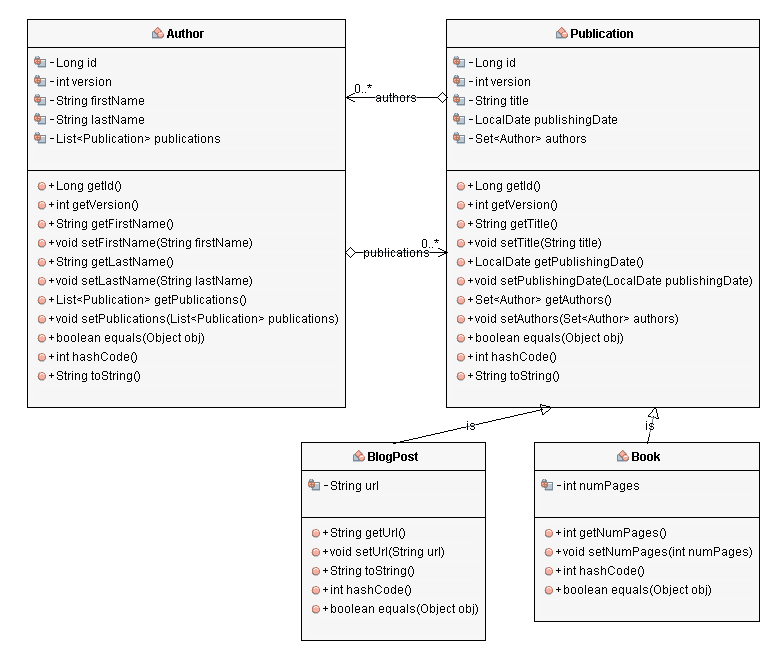 Author
- Long id
- int version
- String firstName
- String lastName
- List<Publication> publications
+ Long getId()
+ int getVersion()
+ String getFirstName()
+ void setFirstName(String firstName)
+ String getLastName()
+ void setLastName(String lastName)
+ List<Publication> getPublications()
+ void setPublications(List<Publication> publications)
+ boolean equals(Object obj)
+ int hashCode()
+ String toString()
0..*
authors
0..*
publications
Publication
- Long id
- int version
- String title
- LocalDate publishingDate
- Set<Author> authors
+ Long getId()
+ int getVersion()
+ String getTitle()
+ void setTitle(String title)
+ LocalDate getPublishingDate()
+ void setPublishingDate(LocalDate publishingDate)
+ Set<Author> getAuthors()
+ void setAuthors(Set<Author> authors)
+ boolean equals(Object obj)
+ int hashCode()
+ String toString()
is
is
BlogPost
- String url
+ String getUrl()
+ void setUrl(String url)
+ String toString()
+ int hashCode()
+ boolean equals(Object obj)
Book
- int numPages
+ int getNumPages()
+ void setNumPages(int numPages)
+ int hashCode()
+ boolean equals(Object obj)